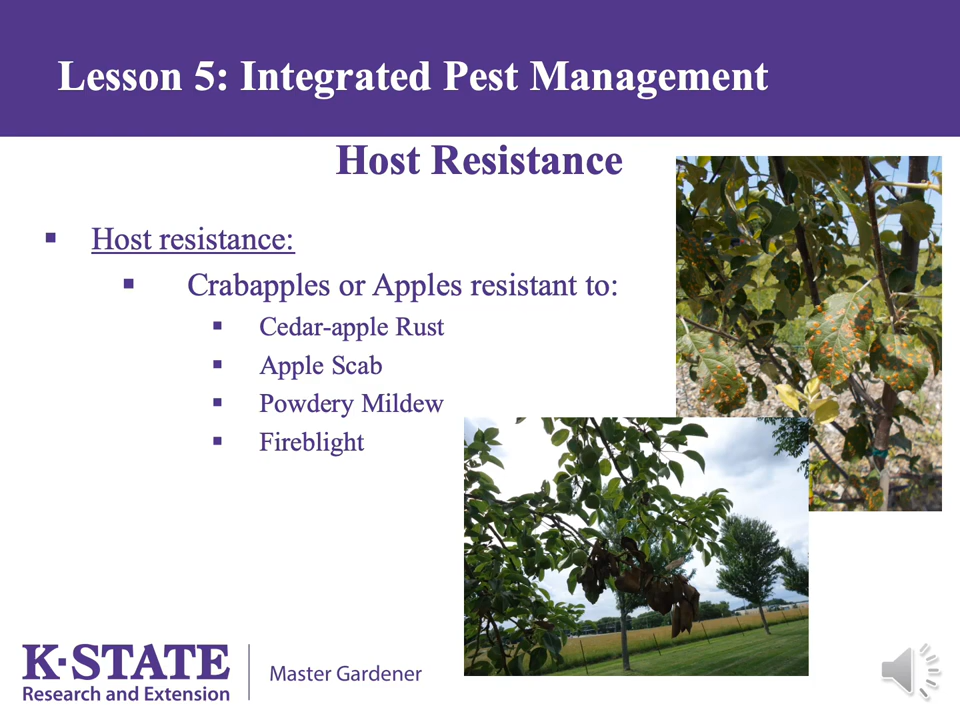 Lesson 5: Integrated Pest Management
Host Resistance
▪ Host resistance:
▪ Crabapples or Apples resistant to:
▪ Cedar-apple Rust
▪ Apple Scab
▪ Powdery Mildew
▪ Fireblight
K-STATE
Research and Extension
Master Gardener